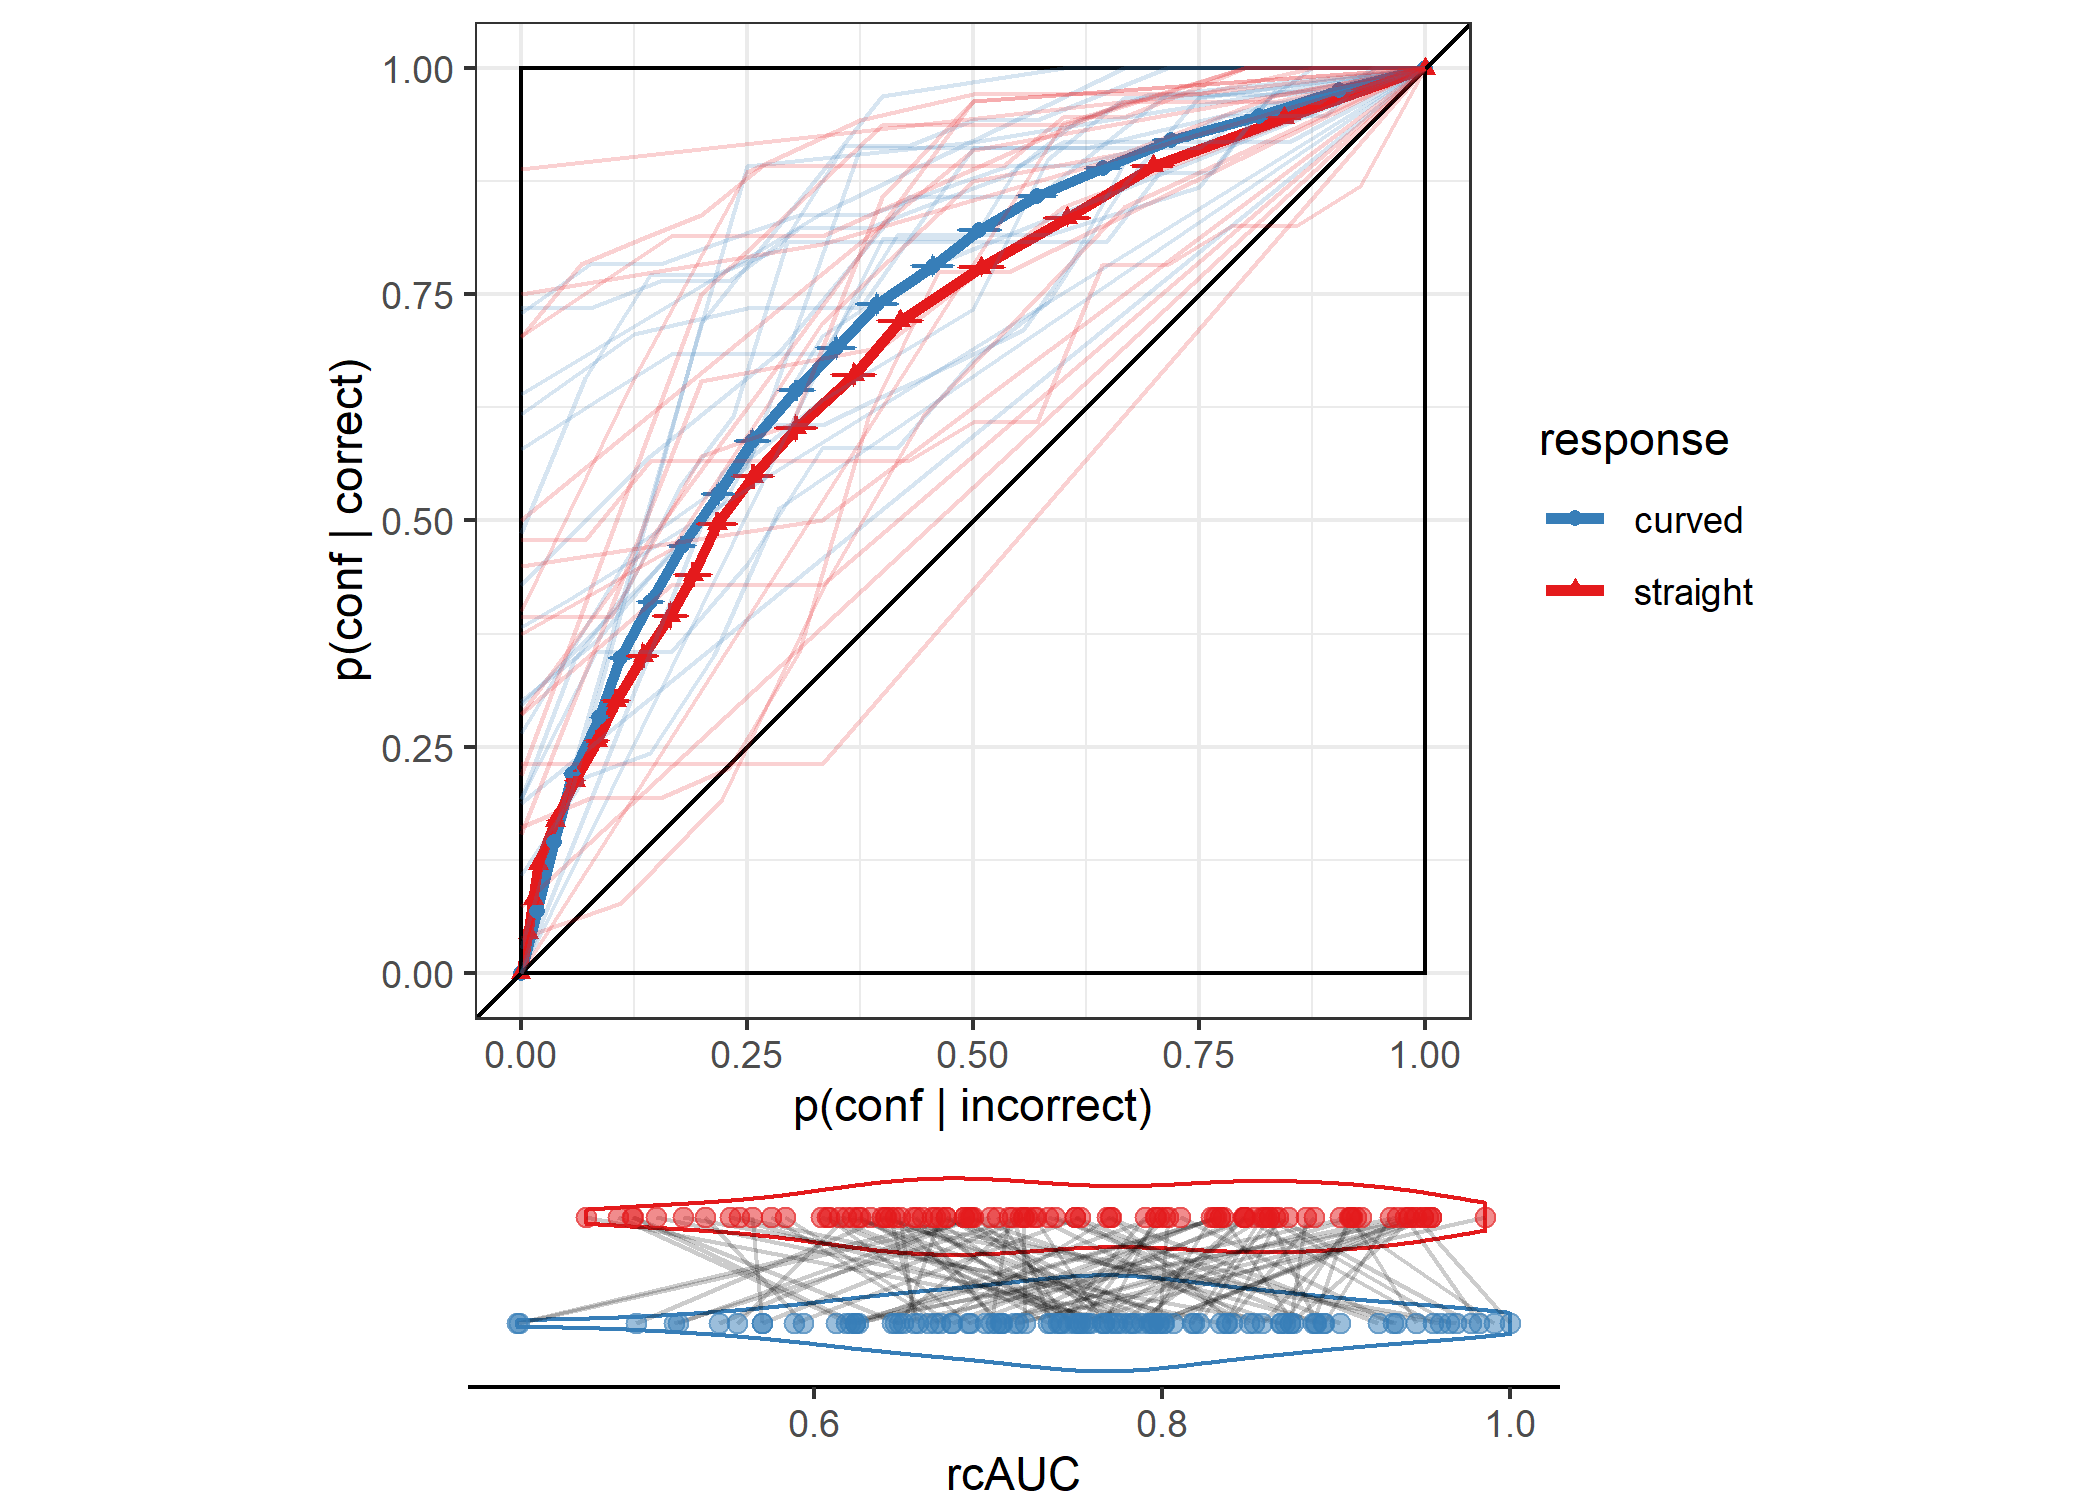 1.00
0.75
0.50
0.25
0.00
p(conf | correct)
0.00 0.25 0.50 0.75 1.00
p(conf | incorrect)
response
curved
straight
0.6 0.8 1.0
rcAUC